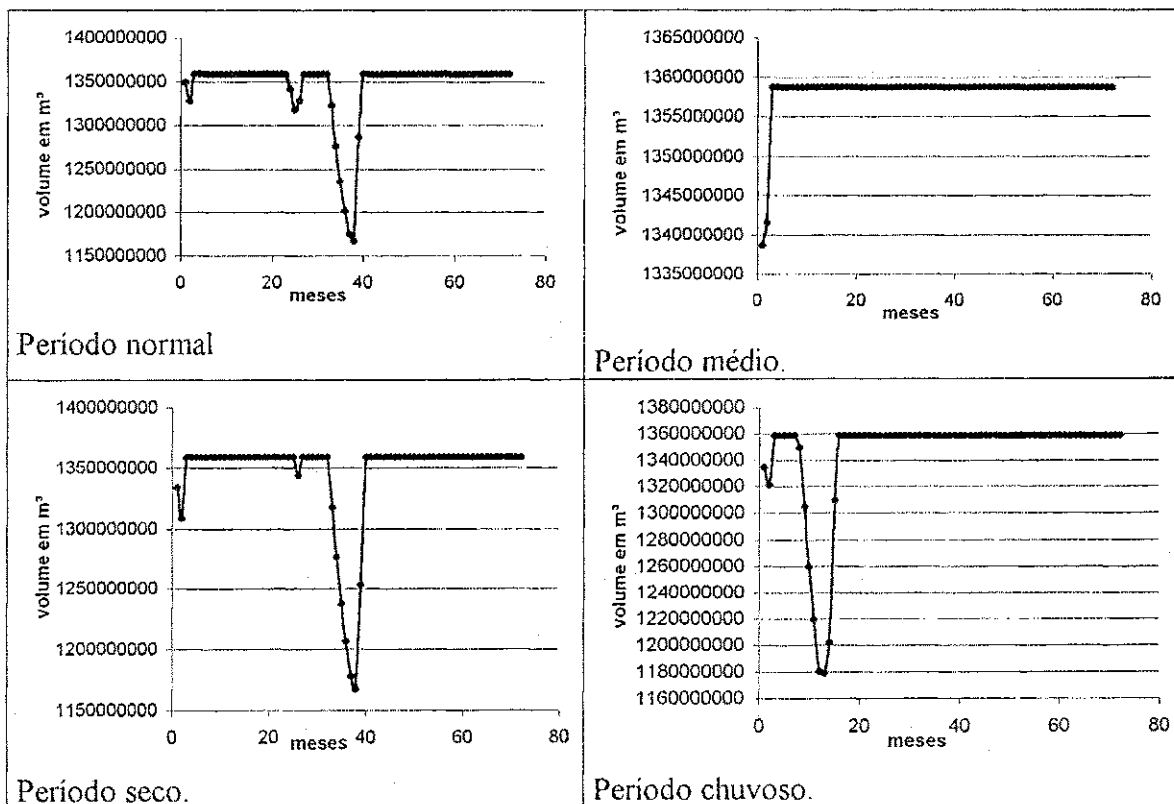 1400000000
1350000000
1300000000
1250000000
1200000000
1150000000
volume em m³
0 20 40 60 80
meses
Período normal
1365000000
1360000000
1355000000
1350000000
1345000000
1340000000
1335000000
volume em m³
0 20 40 60 80
meses
Período médio.
1400000000
1350000000
1300000000
1250000000
1200000000
1150000000
volume em m³
0 20 40 60 80
meses
Período seco.
1380000000
1360000000
1340000000
1320000000
1300000000
1280000000
1260000000
1240000000
1220000000
1200000000
1180000000
1160000000
volume em m³
0 20 40 60 80
meses
Período chuvoso.